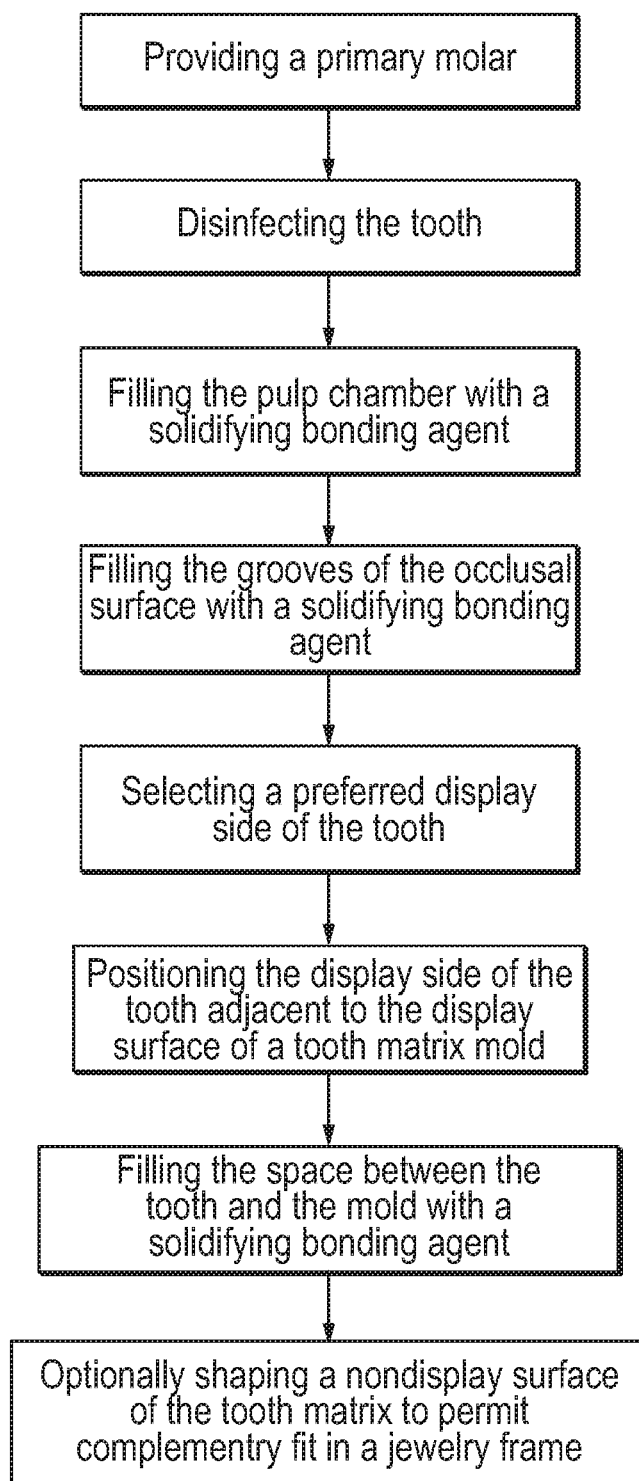 Providing a primary molar
Disinfecting the tooth
Filling the pulp chamber with a
solidifying bonding agent
Filling the grooves of the occlusal
surface with a solidifying bonding
agent
Selecting a preferred display
side of the tooth
Positioning the display side of the
tooth adjacent to the display
surface of a tooth matrix mold
Filling the space between the
tooth and the mold with a
solidifying bonding agent
Optionally shaping a nondisplay surface
of the tooth matrix to permit
complementry fit in a jewelry frame